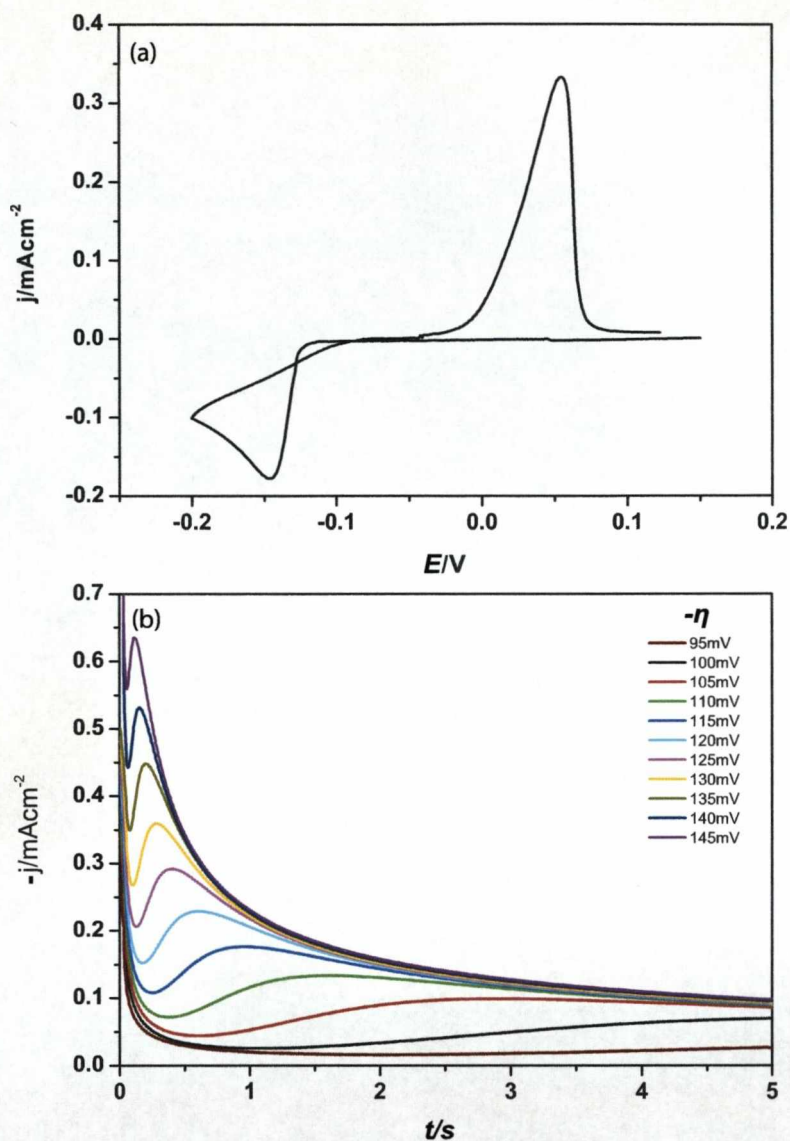 (a)
j/mAcm-2
0.4
0.3
0.2
0.1
0.0
-0.1
-0.2
-0.2
-0.1
0.0
0.1
0.2
E/V
(b)
-j/mAcm-2
0.7
0.6
0.5
0.4
0.3
0.2
0.1
0.0
-η
95mV
100mV
105mV
110mV
115mV
120mV
125mV
130mV
135mV
140mV
145mV
0
1
2
3
4
5
t/s